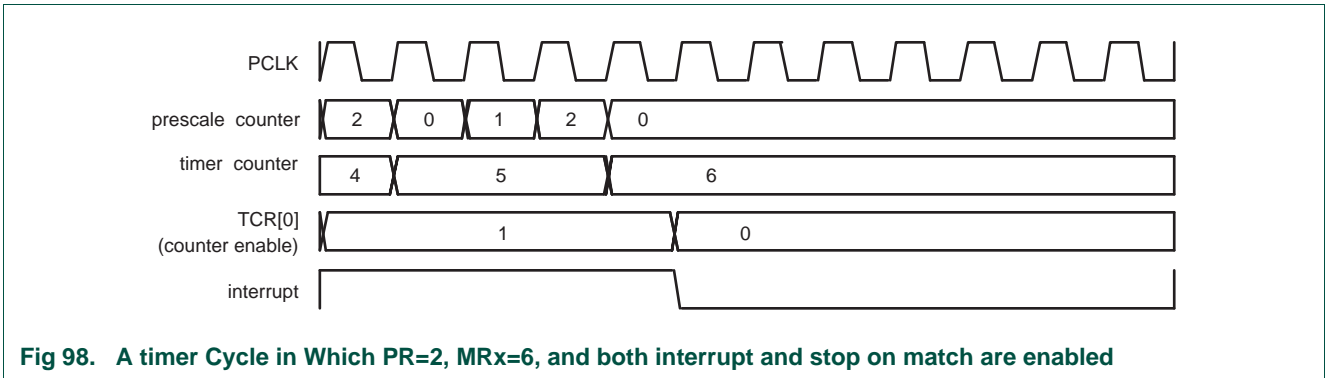 PCLK
prescale counter
2 0 1 2 0
timer counter
4 5 6
TCR[0]
(counter enable)
1 0
interrupt
Fig 98. A timer Cycle in Which PR=2, MRx=6, and both interrupt and stop on match are enabled